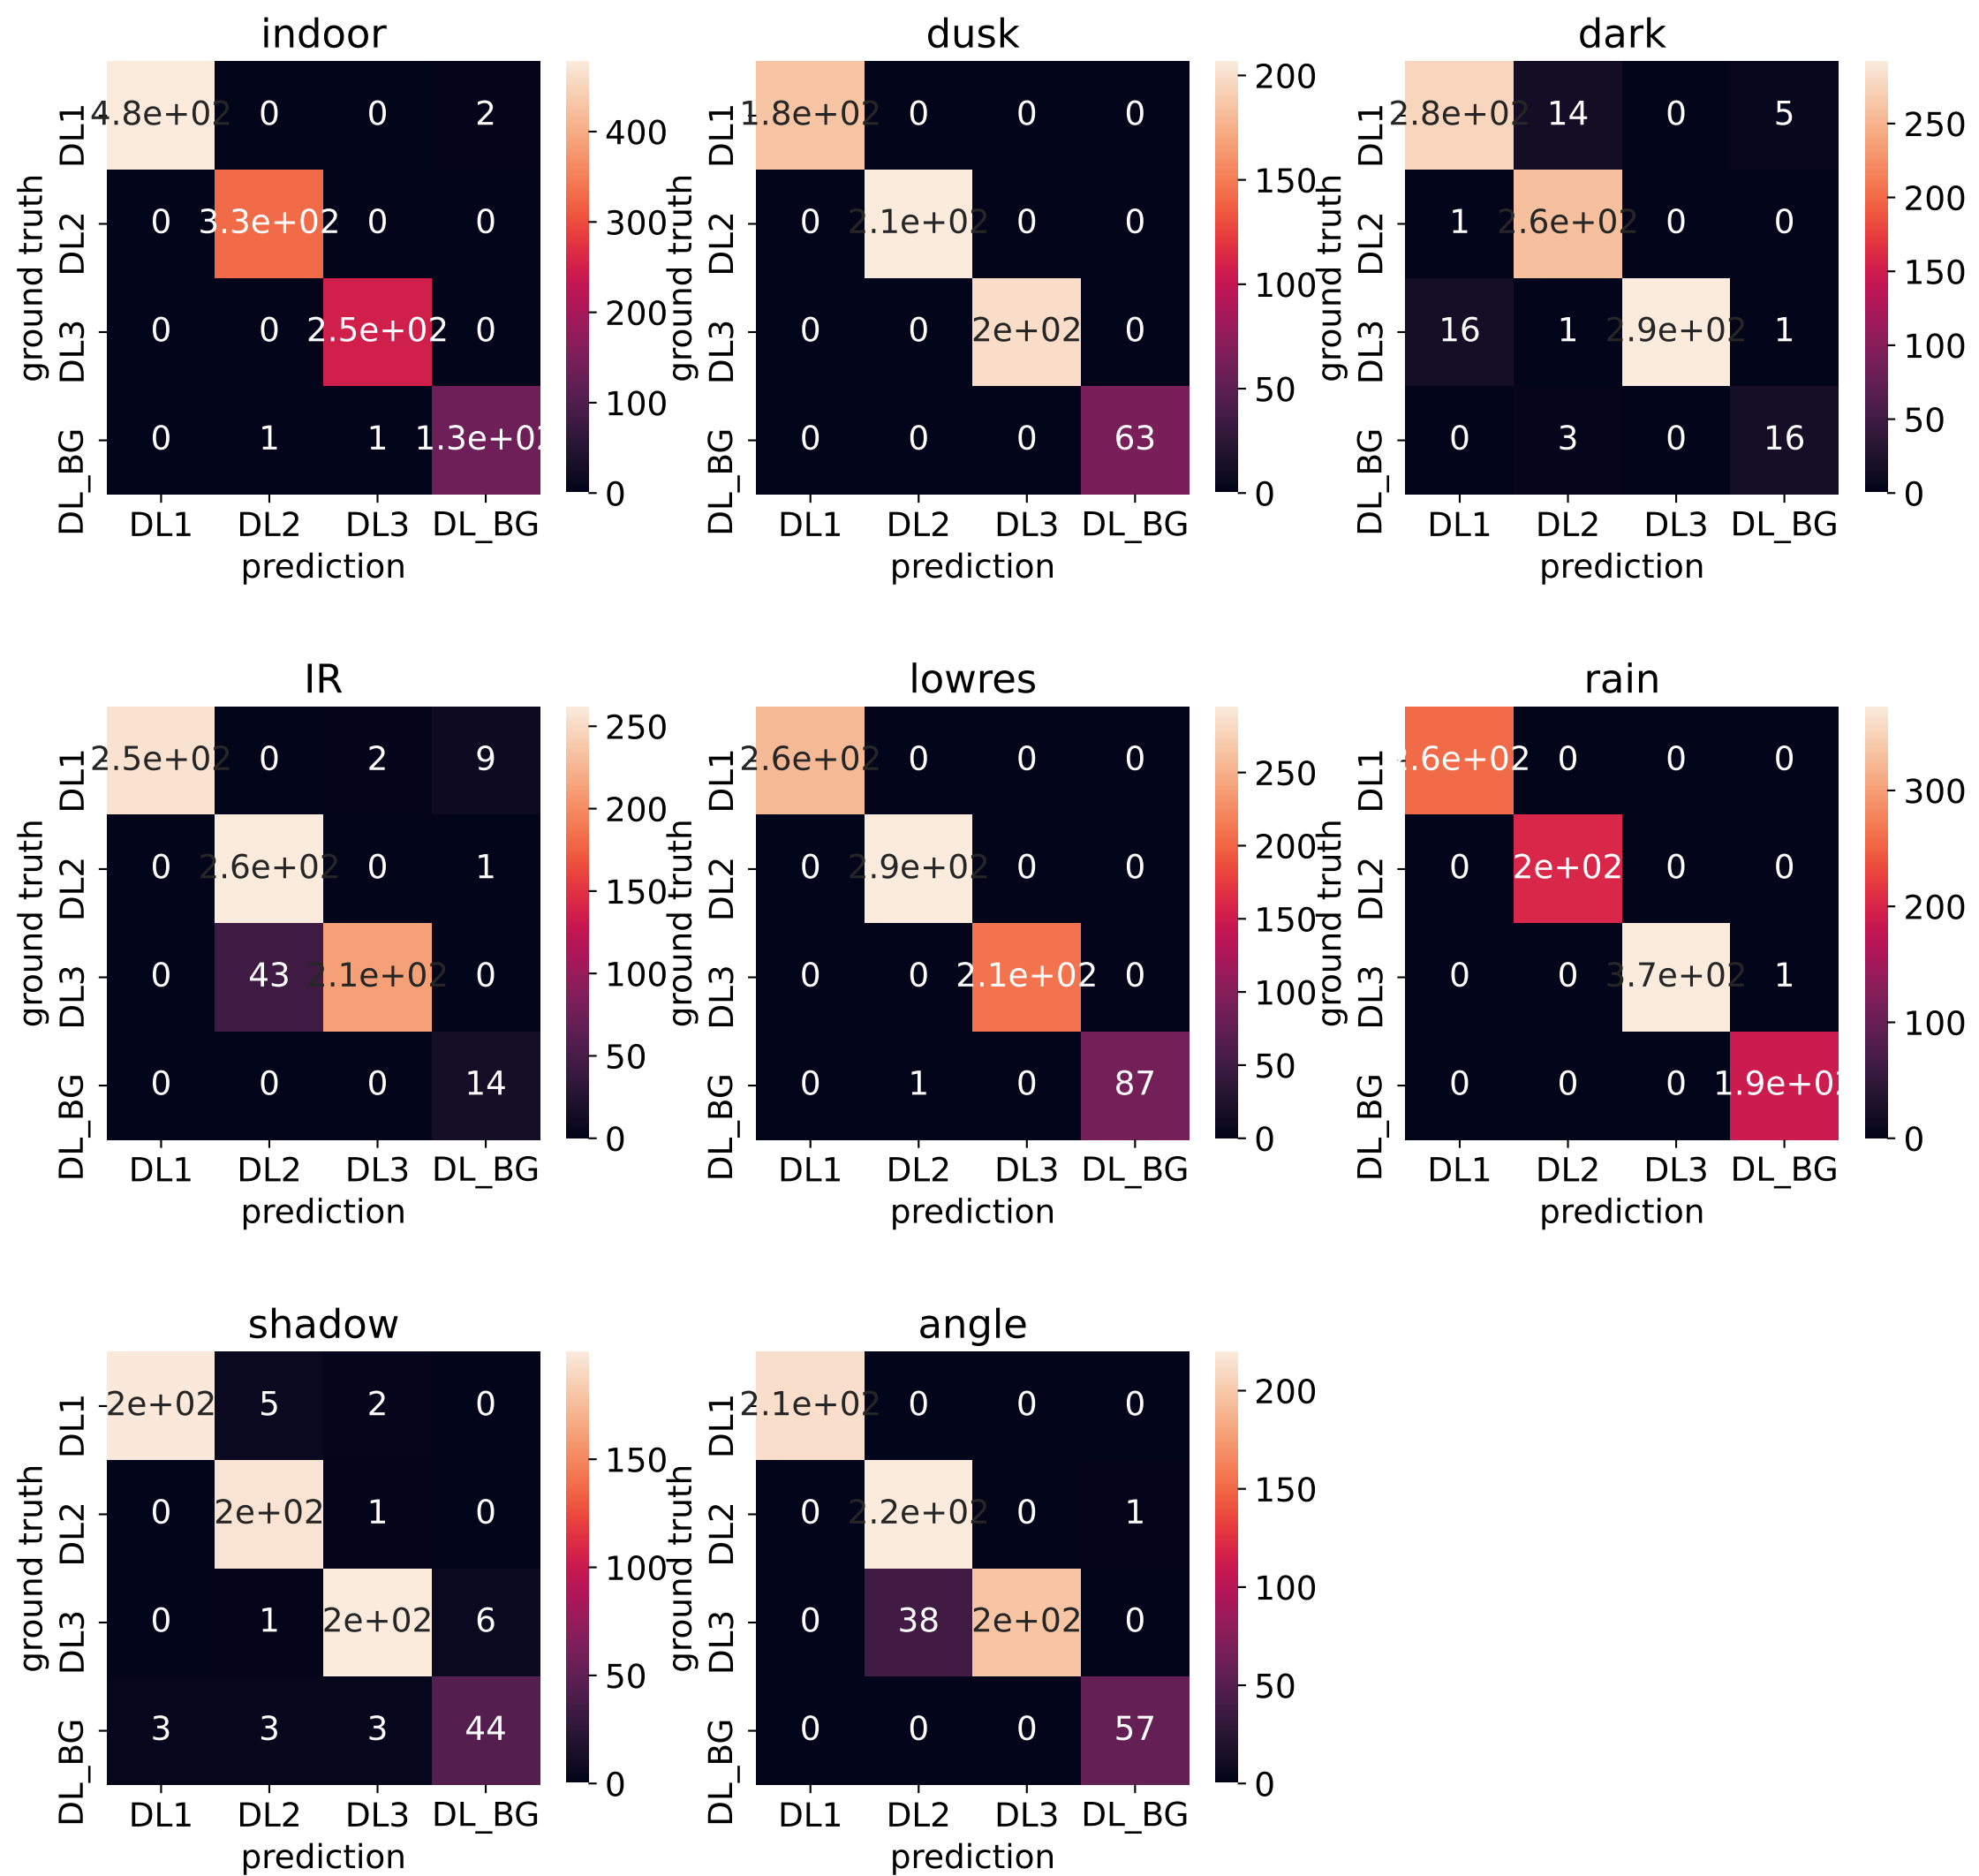 indoor
DL1 4.8e+02 0 0 2
DL2 0 3.3e+02 0 0
DL3 0 0 2.5e+02 0
DL_BG 0 1 1 1.3e+02
DL1 DL2 DL3 DL_BG
prediction
ground truth
400
300
200
100
0
dusk
DL1 1.8e+02 0 0 0
DL2 0 2.1e+02 0 0
DL3 0 0 2e+02 0
DL_BG 0 0 0 63
DL1 DL2 DL3 DL_BG
prediction
ground truth
200
150
100
50
0
dark
DL1 2.8e+02 14 0 5
DL2 1 2.6e+02 0 0
DL3 16 1 2.9e+02 1
DL_BG 0 3 0 16
DL1 DL2 DL3 DL_BG
prediction
ground truth
250
200
150
100
50
0
IR
DL1 2.5e+02 0 2 9
DL2 0 2.6e+02 0 1
DL3 0 43 2.1e+02 0
DL_BG 0 0 0 14
DL1 DL2 DL3 DL_BG
prediction
ground truth
250
200
150
100
50
0
lowres
DL1 2.6e+02 0 0 0
DL2 0 2.9e+02 0 0
DL3 0 0 2.1e+02 0
DL_BG 0 1 0 87
DL1 DL2 DL3 DL_BG
prediction
ground truth
250
200
150
100
50
0
rain
DL1 2.6e+02 0 0 0
DL2 0 2e+02 0 0
DL3 0 0 3.7e+02 1
DL_BG 0 0 0 1.9e+02
DL1 DL2 DL3 DL_BG
prediction
ground truth
300
200
100
0
shadow
DL1 2e+02 5 2 0
DL2 0 2e+02 1 0
DL3 0 1 2e+02 6
DL_BG 3 3 3 44
DL1 DL2 DL3 DL_BG
prediction
ground truth
150
100
50
0
angle
DL1 2.1e+02 0 0 0
DL2 0 2.2e+02 0 1
DL3 0 38 2e+02 0
DL_BG 0 0 0 57
DL1 DL2 DL3 DL_BG
prediction
ground truth
200
150
100
50
0